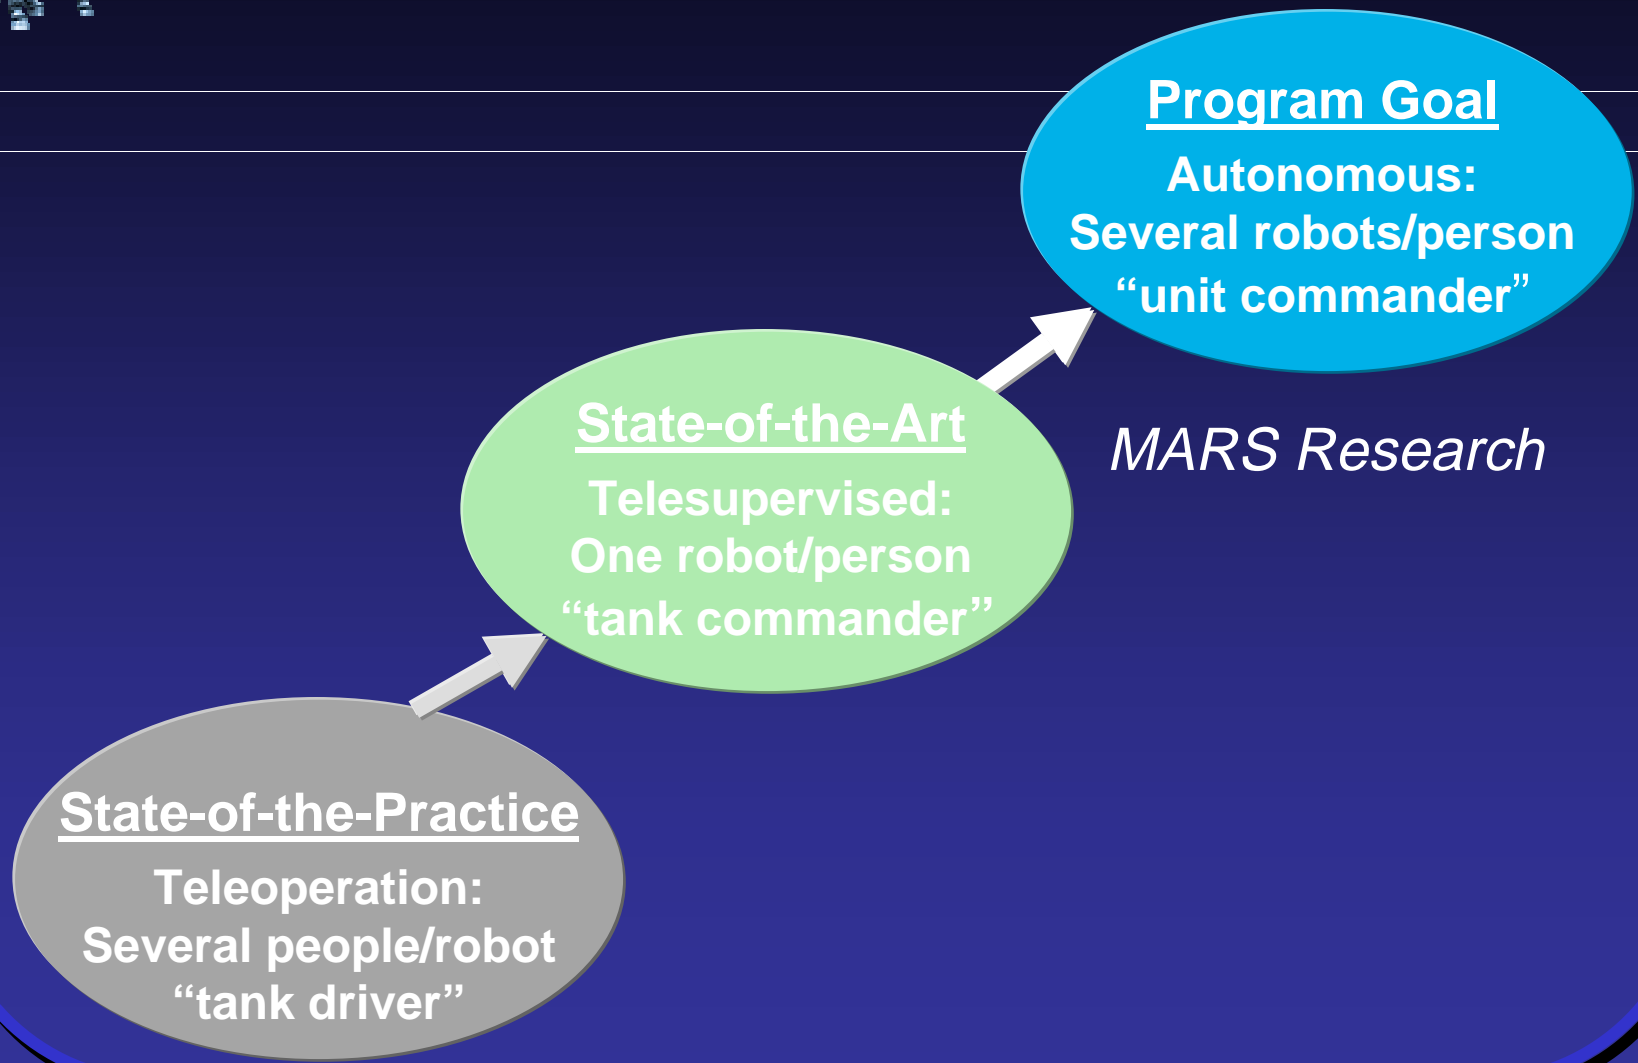 Program Goal
Autonomous:
Several robots/person
“unit commander”
State-of-the-Art
Telesupervised:
One robot/person
“tank commander”
MARS Research
State-of-the-Practice
Teleoperation:
Several people/robot
“tank driver”